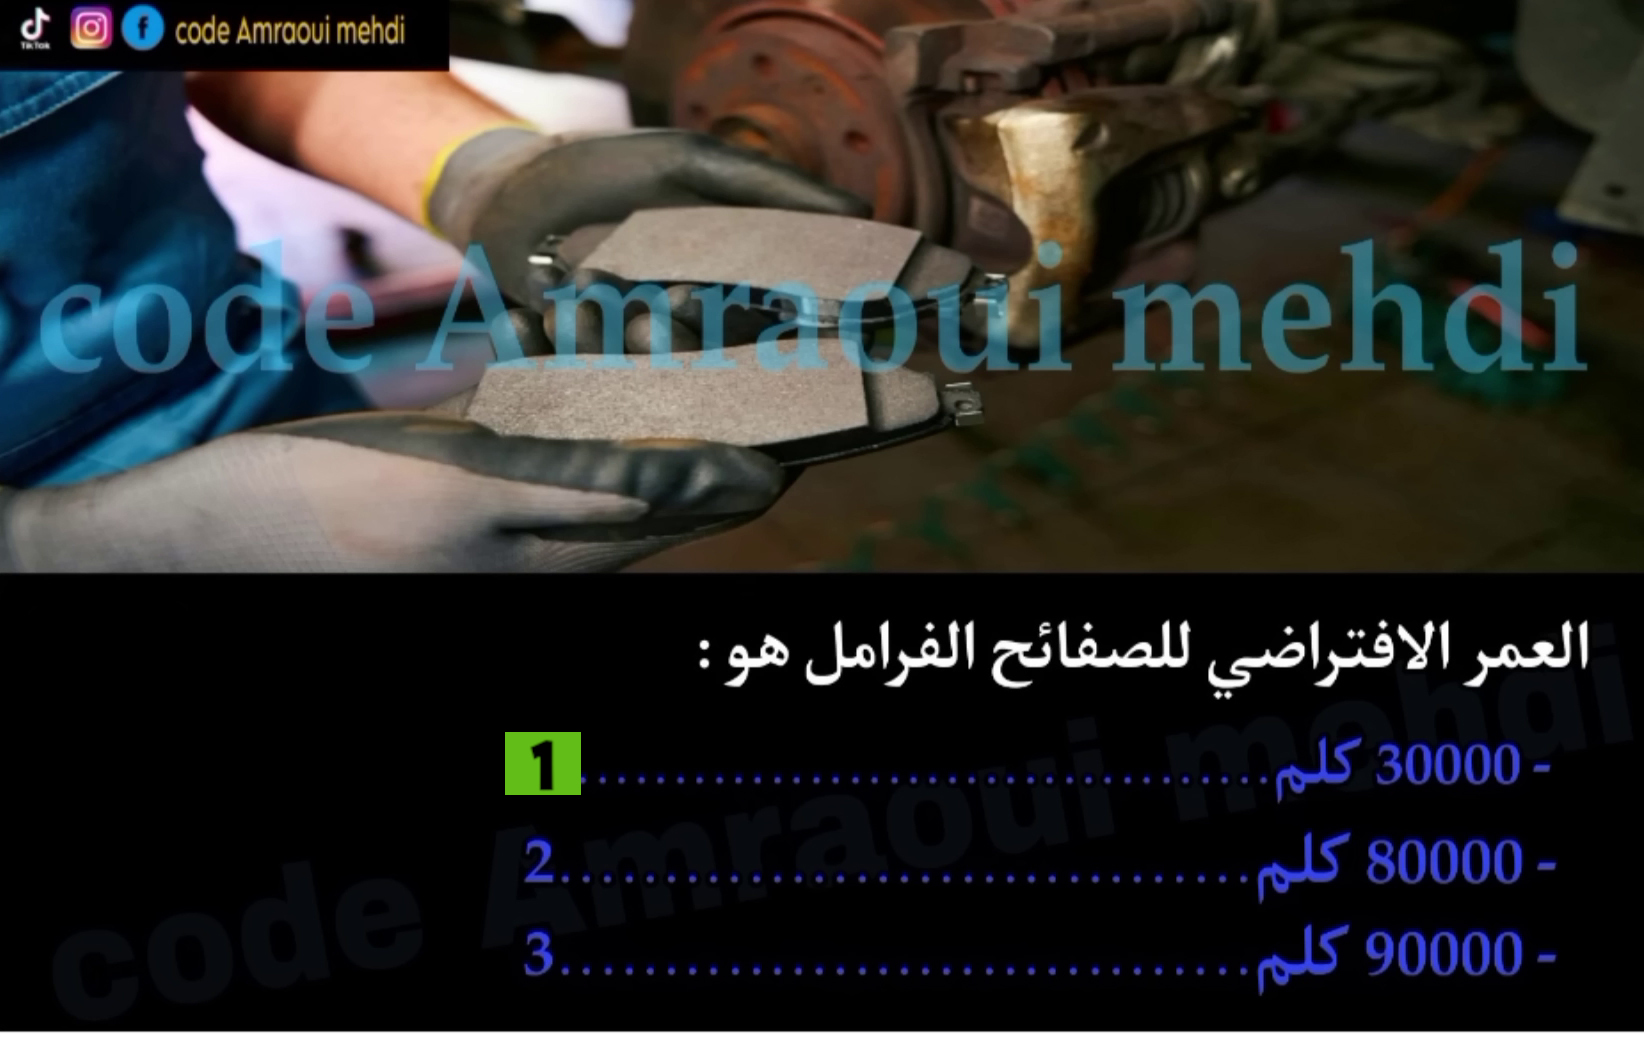 TikTok code Amraoui mehdi
code Amraoui mehdi
العمر الافتراضي للصفائح الفرامل هو :
- 30000 كلم....................................1
- 80000 كلم....................................2
- 90000 كلم....................................3
code Amraoui mehdi